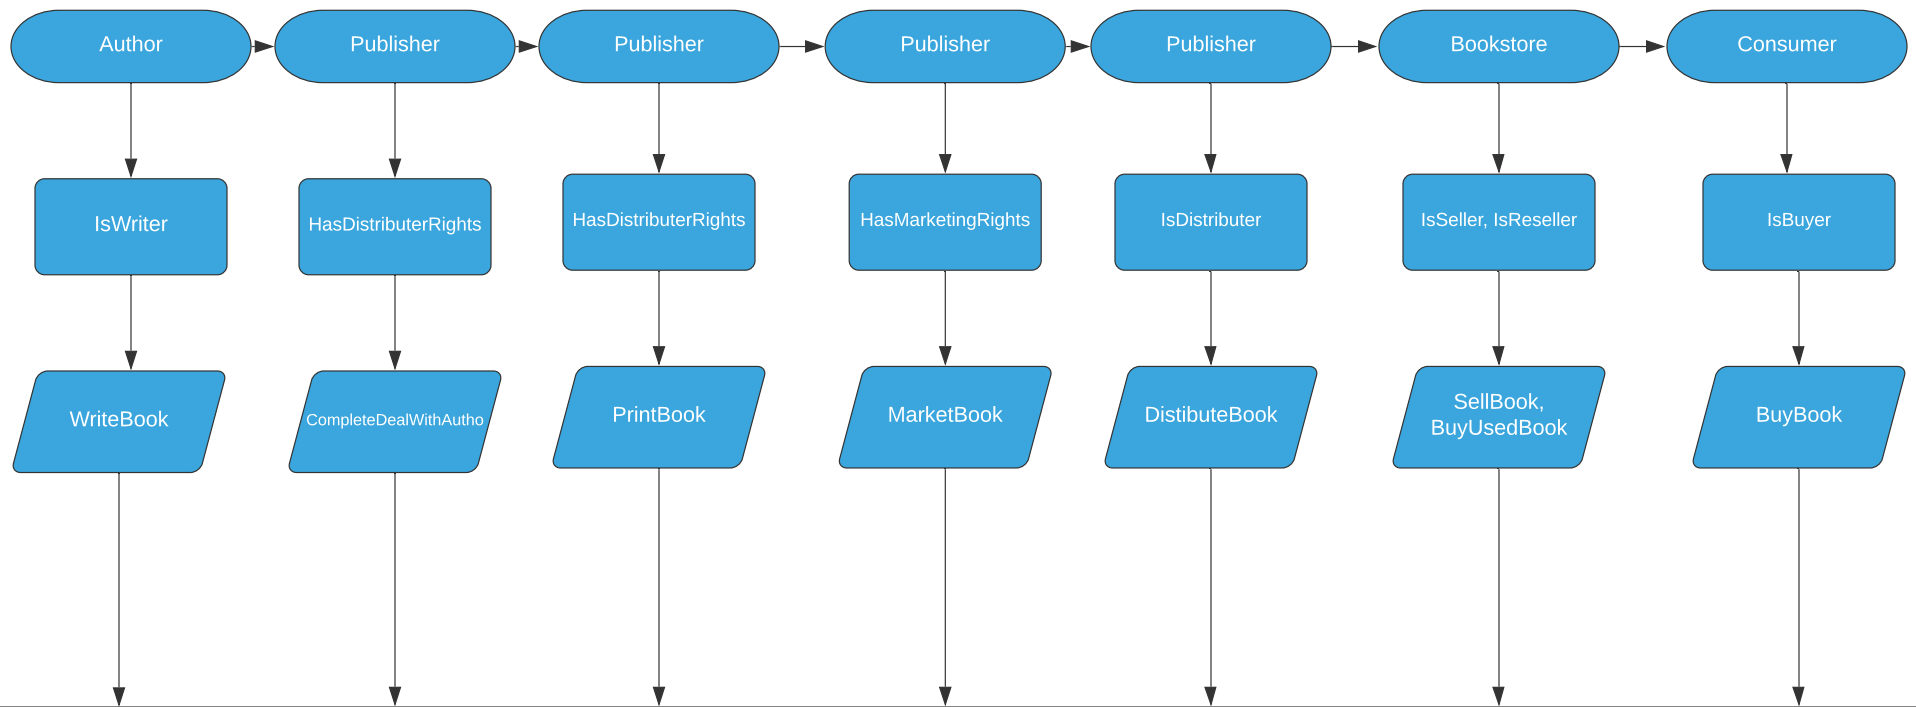 Author
Publisher
Publisher
Publisher
Publisher
Bookstore
Consumer
IsWriter
HasDistributerRights
HasDistributerRights
HasMarketingRights
IsDistributer
IsSeller, IsReseller
IsBuyer
WriteBook
CompleteDealWithAutho
PrintBook
MarketBook
DistibuteBook
SellBook,
BuyUsedBook
BuyBook